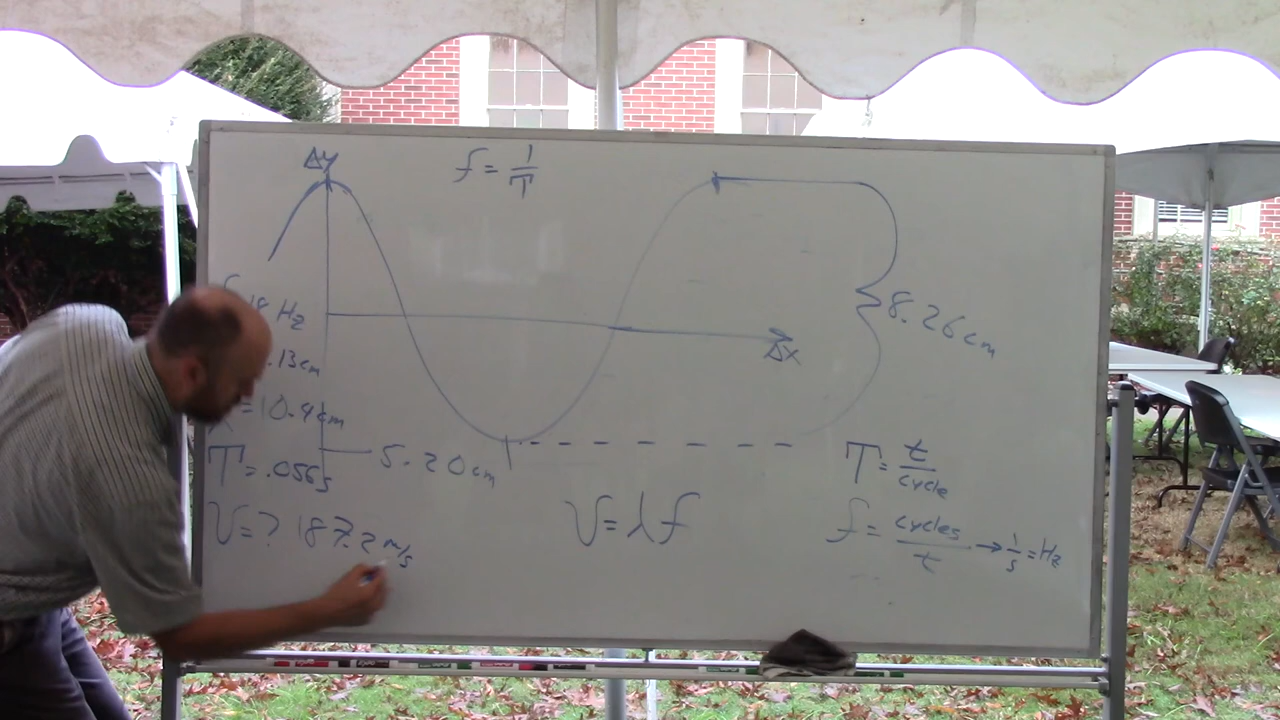 Δy
f = 1/T
18 Hz
.13cm
= 10.4cm
T = .056s
V = ? 187.2 m/s
5.20cm
Δx
8.26cm
V = λf
T = t/cycle
f = cycles/t → 1/s = Hz